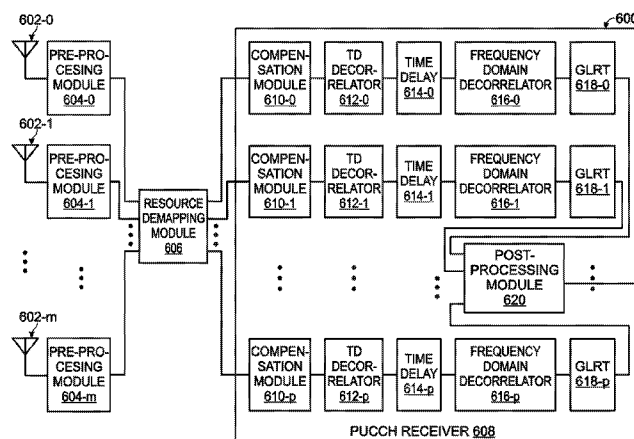 602-0
PRE-PRO-
CESING
MODULE
604-0
602-1
PRE-PRO-
CESING
MODULE
604-1
602-m
PRE-PRO-
CESING
MODULE
604-m
RESOURCE
DEMAPPING
MODULE
606
600
COMPEN-
SATION
MODULE
610-0
TD
DECOR-
RELATOR
612-0
TIME
DELAY
614-0
FREQUENCY
DOMAIN
DECORRELATOR
616-0
GLRT
618-0
COMPEN-
SATION
MODULE
610-1
TD
DECOR-
RELATOR
612-1
TIME
DELAY
614-1
FREQUENCY
DOMAIN
DECORRELATOR
616-1
GLRT
618-1
POST-
PROCESSING
MODULE
620
COMPEN-
SATION
MODULE
610-p
TD
DECOR-
RELATOR
612-p
TIME
DELAY
614-p
FREQUENCY
DOMAIN
DECORRELATOR
616-p
GLRT
618-p
PUCCH RECEIVER 608